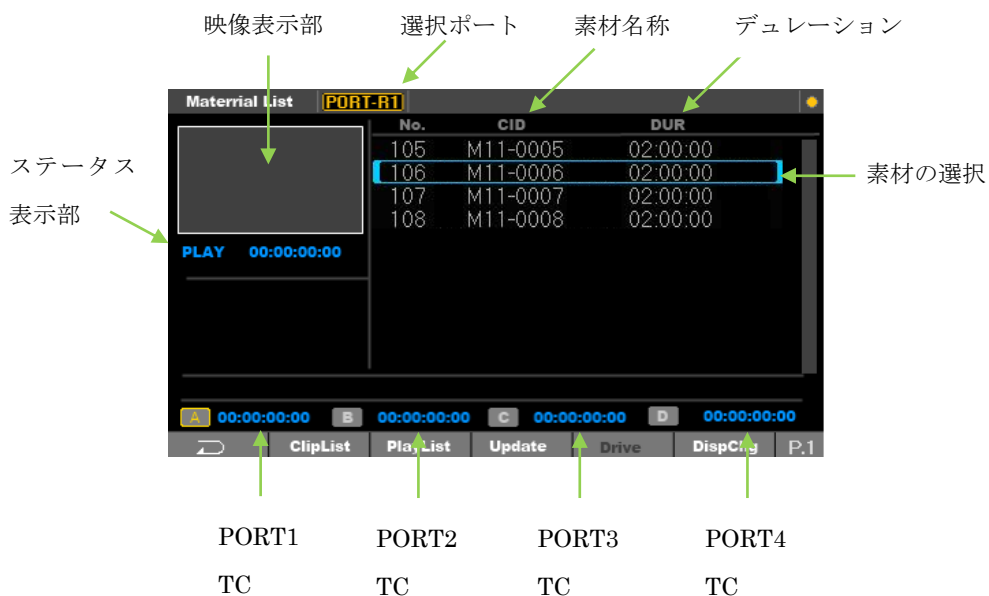 映像表示部 選択ポート 素材名称 デュレーション
Materrial List PORT-R1
No. CID DUR
105 M11-0005 02:00:00
106 M11-0006 02:00:00
107 M11-0007 02:00:00
108 M11-0008 02:00:00
ステータス
表示部
素材の選択
PLAY 00:00:00:00
A 00:00:00:00 B 00:00:00:00 C 00:00:00:00 D 00:00:00:00
ClipList PlayList Update Drive DispChg P.1
PORT1 PORT2 PORT3 PORT4
TC TC TC TC